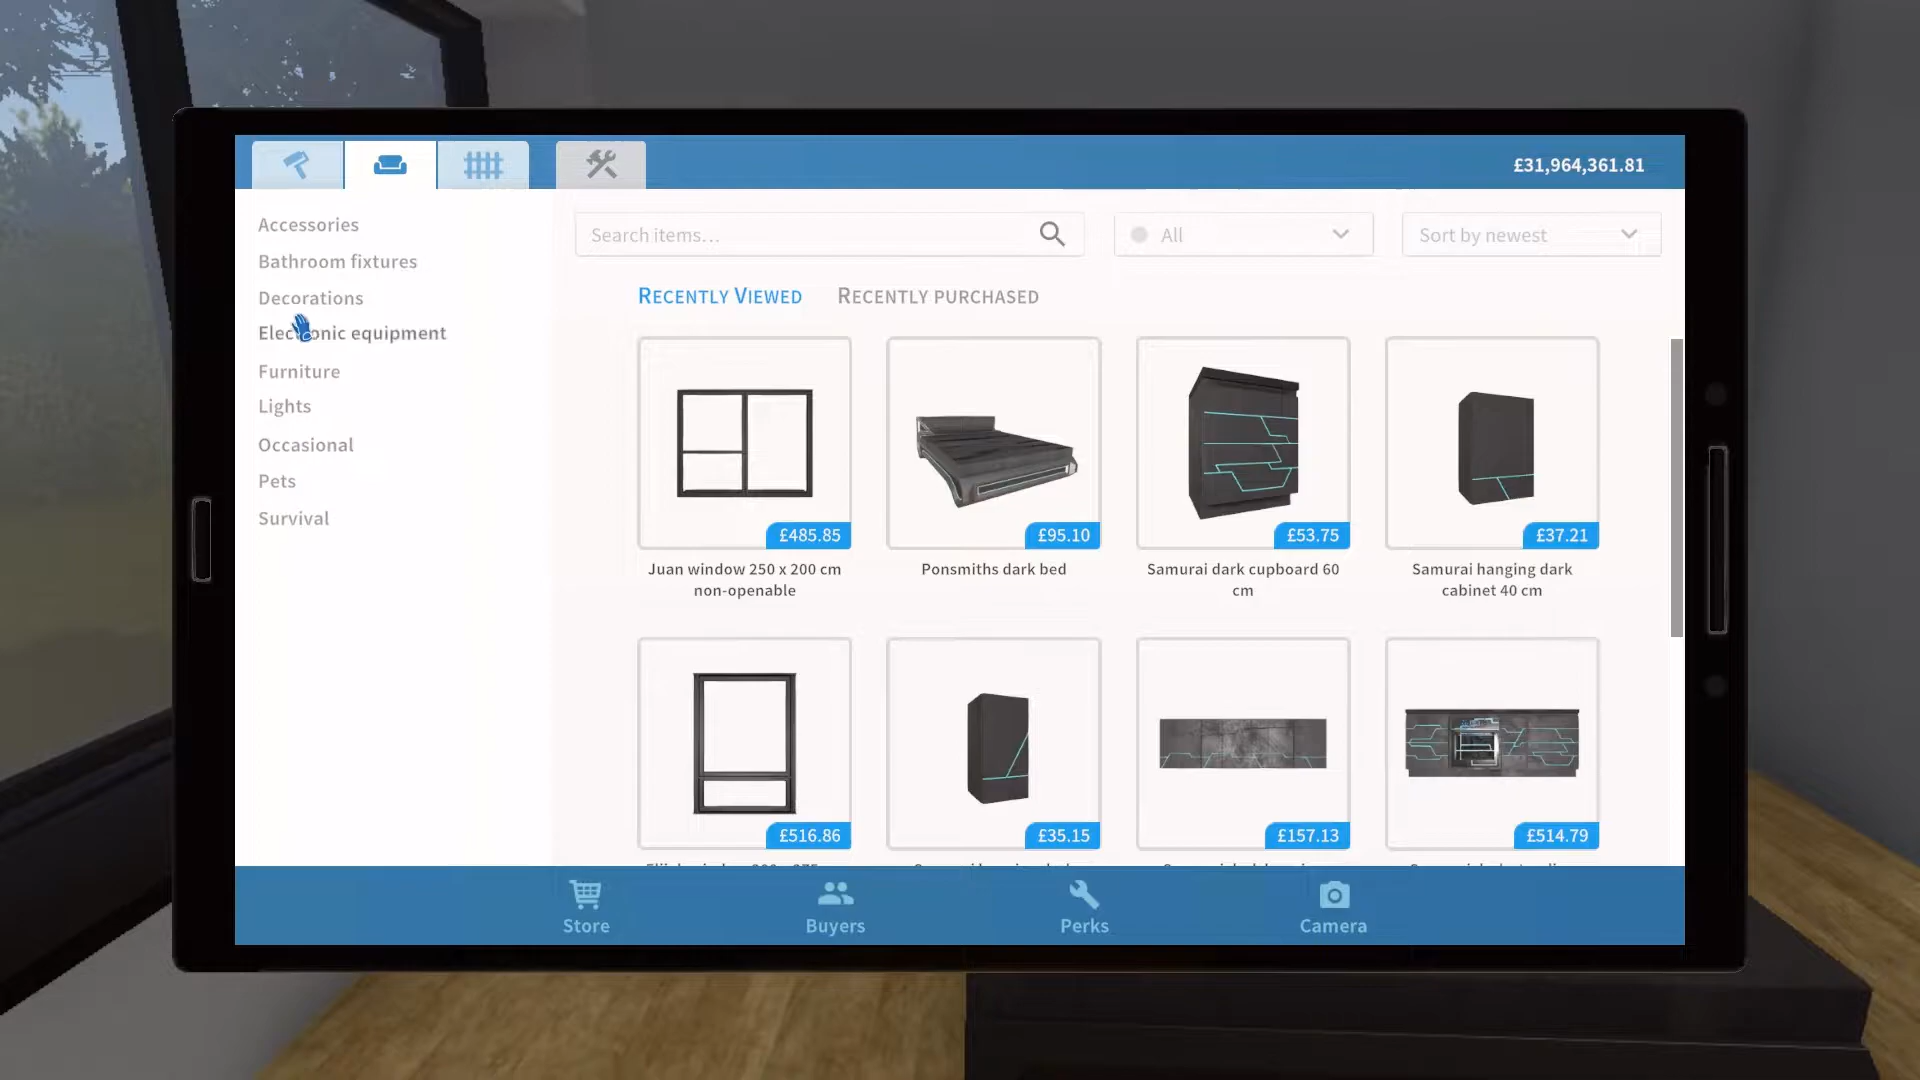 £31,964,361.81
Accessories
Bathroom fixtures
Decorations
Electronic equipment
Furniture
Lights
Occasional
Pets
Survival
Search items...
All
Sort by newest
RECENTLY VIEWED
RECENTLY PURCHASED
£485.85
Juan window 250 x 200 cm
non-openable
£95.10
Ponsmiths dark bed
£53.75
Samurai dark cupboard 60
cm
£37.21
Samurai hanging dark
cabinet 40 cm
£516.86
£35.15
£157.13
£514.79
Store
Buyers
Perks
Camera